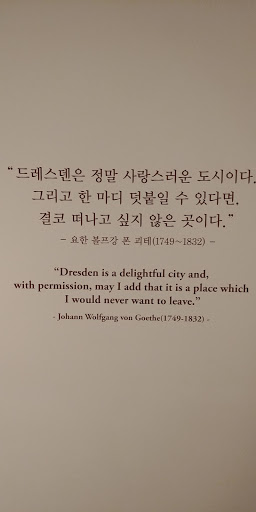 “드레스덴은 정말 사랑스러운 도시이다.
그리고 한 마디 덧붙일 수 있다면,
결코 떠나고 싶지 않은 곳이다.”
- 요한 볼프강 폰 괴테(1749~1832) -
“Dresden is a delightful city and,
with permission, may I add that it is a place which
I would never want to leave.”
- Johann Wolfgang von Goethe(1749-1832) -